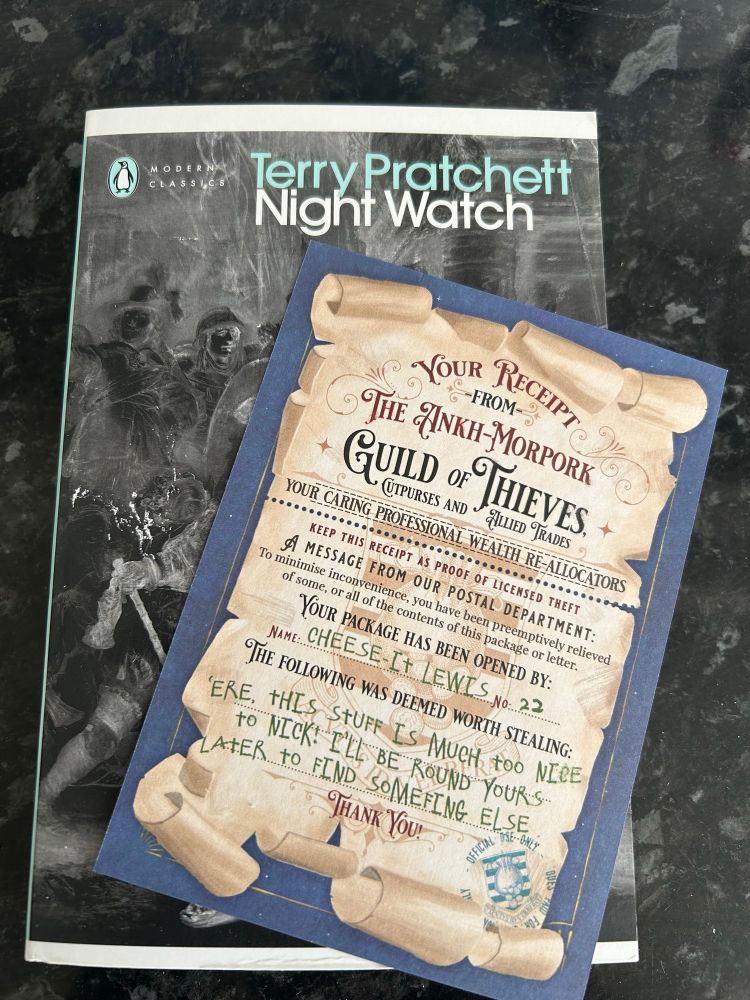 MODERN
CLASSICS
Terry Pratchett
Night Watch
YOUR RECEIPT
-FROM-
THE ANKH-MORPORK
GUILD OF THIEVES,
CUTPURSES AND ALLIED TRADES
YOUR CARING PROFESSIONAL WEALTH RE-ALLOCATORS
KEEP THIS RECEIPT AS PROOF OF LICENSED THEFT
A MESSAGE FROM OUR POSTAL DEPARTMENT:
To minimise inconvenience, you have been preemptively relieved
of some, or all of the contents of this package or letter.
YOUR PACKAGE HAS BEEN OPENED BY:
NAME: CHEESE-IT LEWIS No: 22
THE FOLLOWING WAS DEEMED WORTH STEALING:
'ERE, THIS STUFF IS MUCH TOO NICE
TO NICK! I'LL BE ROUND YOURS
LATER TO FIND SOMEFING ELSE
THANK YOU!
OFFICIAL USE ONLY